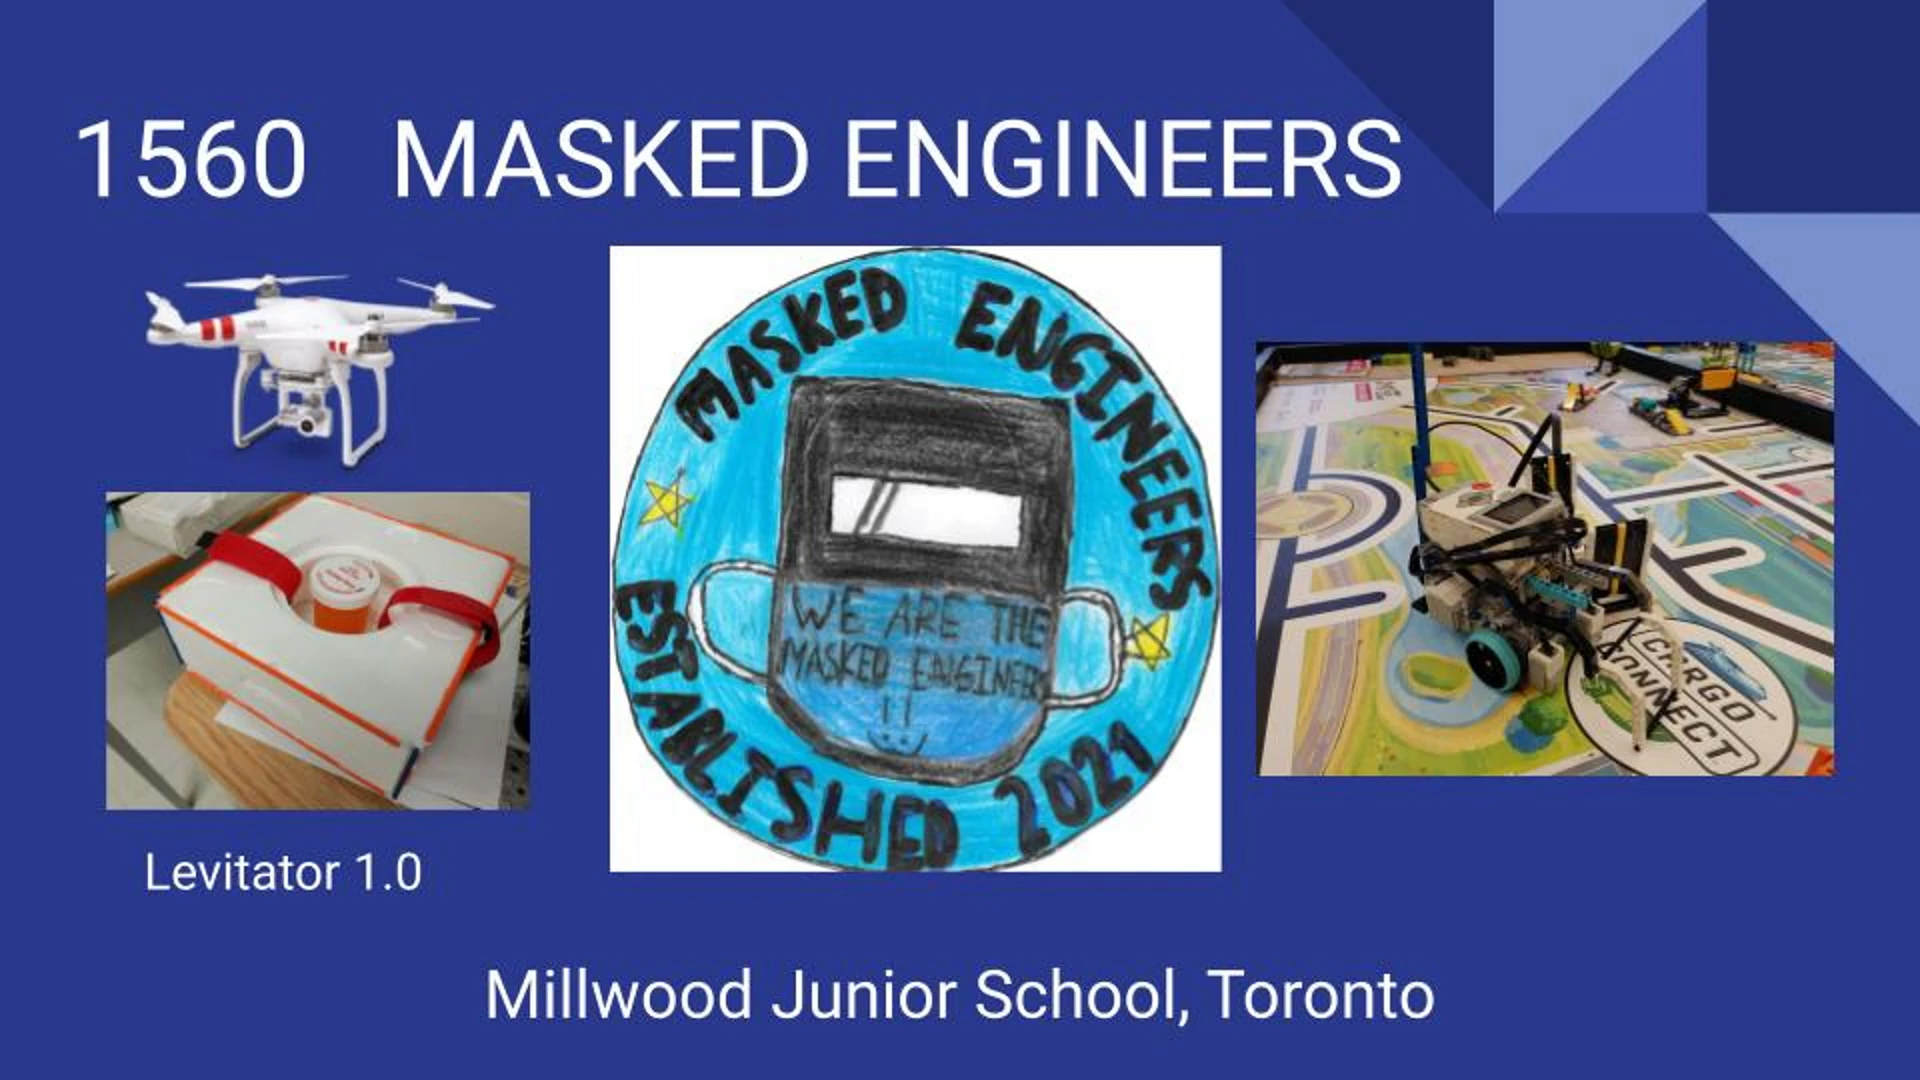 1560 MASKED ENGINEERS
MASKED ENGINEERS
WE ARE THE
MASKED ENGINEERS
!!
ESTABLISHED 2021
CARGO
CONNECT
Levitator 1.0
Millwood Junior School, Toronto